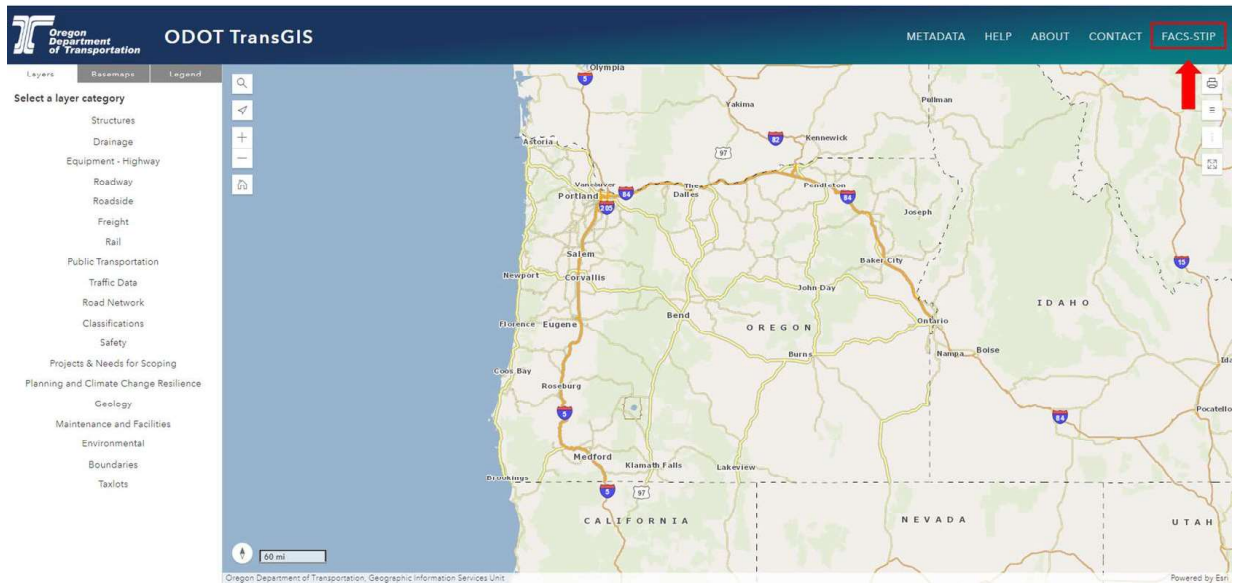 Oregon
Department
of Transportation
ODOT TransGIS
METADATA HELP ABOUT CONTACT FACS-STIP
Layers Basemaps Legend
Select a layer category
Structures
Drainage
Equipment - Highway
Roadway
Roadside
Freight
Rail
Public Transportation
Traffic Data
Road Network
Classifications
Safety
Projects & Needs for Scoping
Planning and Climate Change Resilience
Geology
Maintenance and Facilities
Environmental
Boundaries
Taxlots
Olympia
5
Yakima
Pullman
82
Kennewick
Astoria
97
Vancouver
The
Dalles
Pendleton
Portland
84
84
205
Joseph
Salem
Baker City
15
Newport
Corvallis
John Day
IDAHO
Bend
Florence
Eugene
OREGON
Ontario
Burns
Nampa
Boise
Ida
Coos Bay
Roseburg
5
84
Pocatello
Medford
Klamath Falls
Lakeview
Brookings
5
97
CALIFORNIA
NEVADA
UTAH
60 mi
Oregon Department of Transportation, Geographic Information Services Unit
Powered by Esri